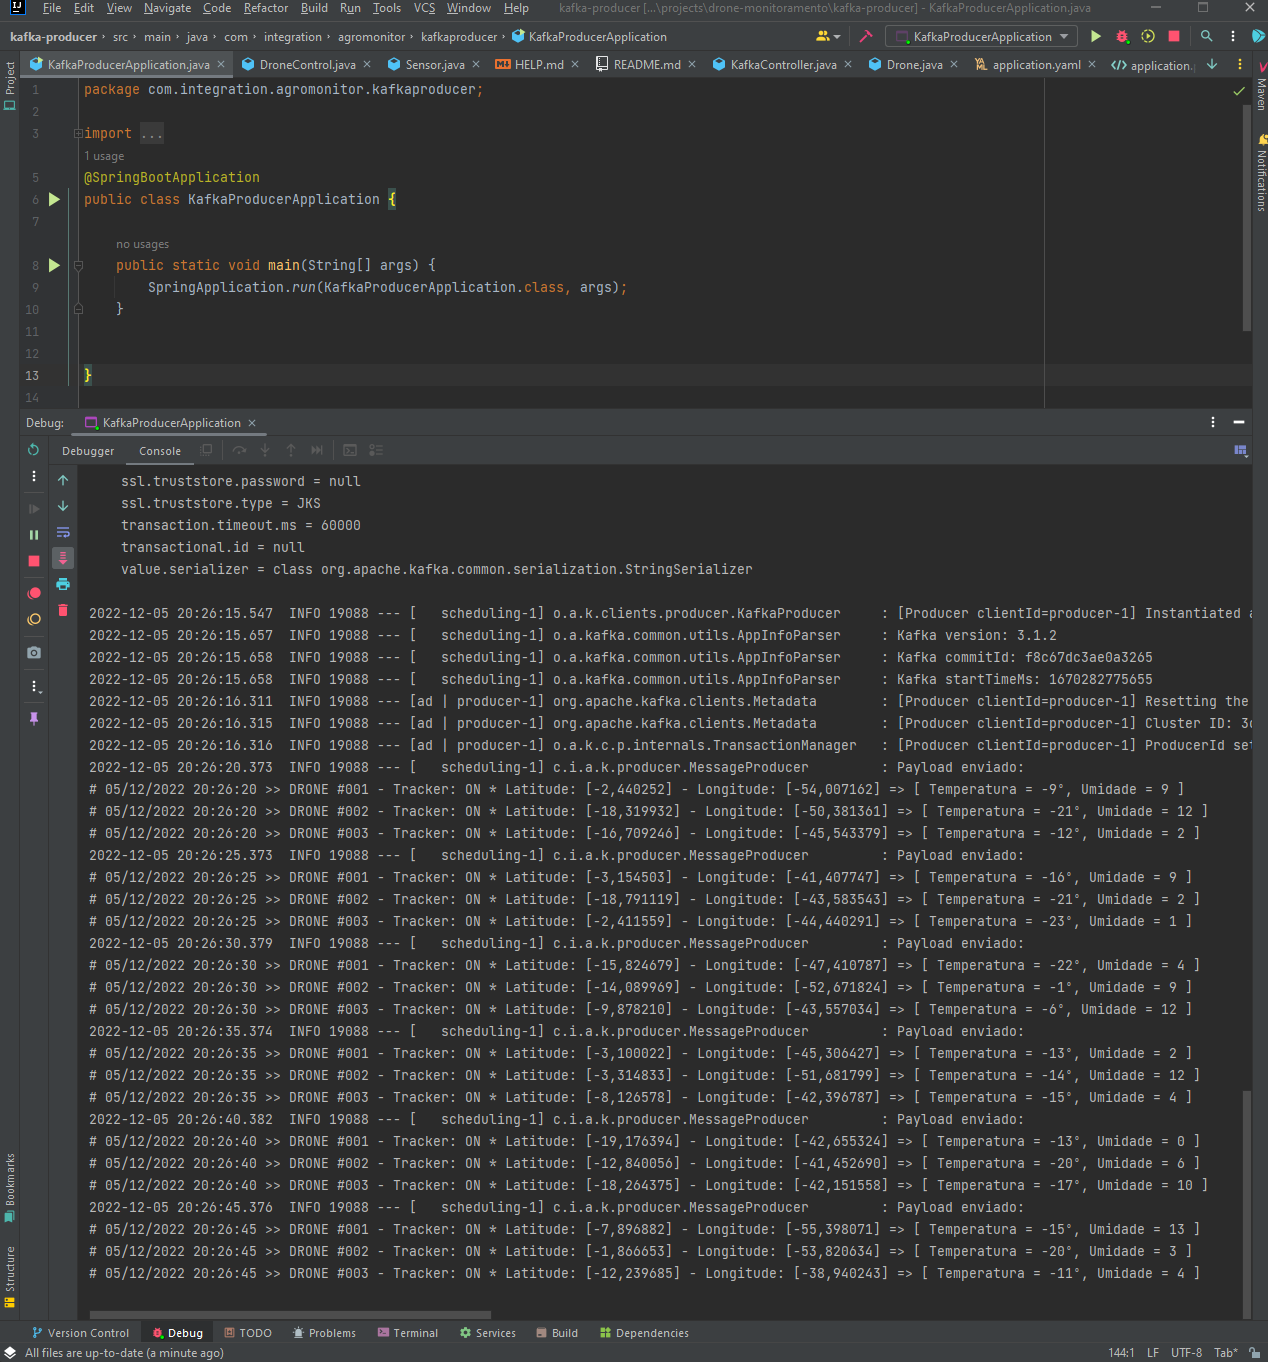 File Edit View Navigate Code Refactor Build Run Tools VCS Window Help kafka-producer [...\projects\drone-monitoramento\kafka-producer] - KafkaProducerApplication.java
kafka-producer › src › main › java › com › integration › agromonitor › kafkaproducer › KafkaProducerApplication
KafkaProducerApplication
KafkaProducerApplication.java DroneControl.java Sensor.java HELP.md README.md KafkaController.java Drone.java application.yaml application.
Project
Maven
Notifications
1 package com.integration.agromonitor.kafkaproducer;
2
3 import ...
1 usage
5 @SpringBootApplication
6 public class KafkaProducerApplication {
7
no usages
8 public static void main(String[] args) {
9 SpringApplication.run(KafkaProducerApplication.class, args);
10 }
11
12
13 }
14
Debug: KafkaProducerApplication
Debugger Console
ssl.truststore.password = null
ssl.truststore.type = JKS
transaction.timeout.ms = 60000
transactional.id = null
value.serializer = class org.apache.kafka.common.serialization.StringSerializer
2022-12-05 20:26:15.547 INFO 19088 --- [ scheduling-1] o.a.k.clients.producer.KafkaProducer : [Producer clientId=producer-1] Instantiated a
2022-12-05 20:26:15.657 INFO 19088 --- [ scheduling-1] o.a.kafka.common.utils.AppInfoParser : Kafka version: 3.1.2
2022-12-05 20:26:15.658 INFO 19088 --- [ scheduling-1] o.a.kafka.common.utils.AppInfoParser : Kafka commitId: f8c67dc3ae0a3265
2022-12-05 20:26:15.658 INFO 19088 --- [ scheduling-1] o.a.kafka.common.utils.AppInfoParser : Kafka startTimeMs: 1670282775655
2022-12-05 20:26:16.311 INFO 19088 --- [ad | producer-1] org.apache.kafka.clients.Metadata : [Producer clientId=producer-1] Resetting the
2022-12-05 20:26:16.315 INFO 19088 --- [ad | producer-1] org.apache.kafka.clients.Metadata : [Producer clientId=producer-1] Cluster ID:
2022-12-05 20:26:16.316 INFO 19088 --- [ad | producer-1] o.a.k.c.p.internals.TransactionManager : [Producer clientId=producer-1] ProducerId set
2022-12-05 20:26:20.373 INFO 19088 --- [ scheduling-1] c.i.a.k.producer.MessageProducer : Payload enviado:
# 05/12/2022 20:26:20 >> DRONE #001 - Tracker: ON * Latitude: [-2,440252] - Longitude: [-54,007162] => [ Temperatura = -9°, Umidade = 9 ]
# 05/12/2022 20:26:20 >> DRONE #002 - Tracker: ON * Latitude: [-18,319932] - Longitude: [-50,381361] => [ Temperatura = -21°, Umidade = 12 ]
# 05/12/2022 20:26:20 >> DRONE #003 - Tracker: ON * Latitude: [-16,709246] - Longitude: [-45,543379] => [ Temperatura = -12°, Umidade = 2 ]
2022-12-05 20:26:25.373 INFO 19088 --- [ scheduling-1] c.i.a.k.producer.MessageProducer : Payload enviado:
# 05/12/2022 20:26:25 >> DRONE #001 - Tracker: ON * Latitude: [-3,154503] - Longitude: [-41,407747] => [ Temperatura = -16°, Umidade = 9 ]
# 05/12/2022 20:26:25 >> DRONE #002 - Tracker: ON * Latitude: [-18,791119] - Longitude: [-43,583543] => [ Temperatura = -21°, Umidade = 2 ]
# 05/12/2022 20:26:25 >> DRONE #003 - Tracker: ON * Latitude: [-2,411559] - Longitude: [-44,440291] => [ Temperatura = -23°, Umidade = 1 ]
2022-12-05 20:26:30.379 INFO 19088 --- [ scheduling-1] c.i.a.k.producer.MessageProducer : Payload enviado:
# 05/12/2022 20:26:30 >> DRONE #001 - Tracker: ON * Latitude: [-15,824679] - Longitude: [-47,410787] => [ Temperatura = -22°, Umidade = 4 ]
# 05/12/2022 20:26:30 >> DRONE #002 - Tracker: ON * Latitude: [-14,089969] - Longitude: [-52,671824] => [ Temperatura = -1°, Umidade = 9 ]
# 05/12/2022 20:26:30 >> DRONE #003 - Tracker: ON * Latitude: [-9,878210] - Longitude: [-43,557034] => [ Temperatura = -6°, Umidade = 12 ]
2022-12-05 20:26:35.374 INFO 19088 --- [ scheduling-1] c.i.a.k.producer.MessageProducer : Payload enviado:
# 05/12/2022 20:26:35 >> DRONE #001 - Tracker: ON * Latitude: [-3,100022] - Longitude: [-45,306427] => [ Temperatura = -13°, Umidade = 2 ]
# 05/12/2022 20:26:35 >> DRONE #002 - Tracker: ON * Latitude: [-3,314833] - Longitude: [-51,681799] => [ Temperatura = -14°, Umidade = 12 ]
# 05/12/2022 20:26:35 >> DRONE #003 - Tracker: ON * Latitude: [-8,126578] - Longitude: [-42,396787] => [ Temperatura = -15°, Umidade = 4 ]
2022-12-05 20:26:40.382 INFO 19088 --- [ scheduling-1] c.i.a.k.producer.MessageProducer : Payload enviado:
# 05/12/2022 20:26:40 >> DRONE #001 - Tracker: ON * Latitude: [-19,176394] - Longitude: [-42,655324] => [ Temperatura = -13°, Umidade = 0 ]
# 05/12/2022 20:26:40 >> DRONE #002 - Tracker: ON * Latitude: [-12,840056] - Longitude: [-41,452690] => [ Temperatura = -20°, Umidade = 6 ]
# 05/12/2022 20:26:40 >> DRONE #003 - Tracker: ON * Latitude: [-18,264375] - Longitude: [-42,151558] => [ Temperatura = -17°, Umidade = 10 ]
2022-12-05 20:26:45.376 INFO 19088 --- [ scheduling-1] c.i.a.k.producer.MessageProducer : Payload enviado:
# 05/12/2022 20:26:45 >> DRONE #001 - Tracker: ON * Latitude: [-7,896882] - Longitude: [-55,398071] => [ Temperatura = -15°, Umidade = 13 ]
# 05/12/2022 20:26:45 >> DRONE #002 - Tracker: ON * Latitude: [-1,866653] - Longitude: [-53,820634] => [ Temperatura = -20°, Umidade = 3 ]
# 05/12/2022 20:26:45 >> DRONE #003 - Tracker: ON * Latitude: [-12,239685] - Longitude: [-38,940243] => [ Temperatura = -11°, Umidade = 4 ]
Bookmarks
Structure
Version Control Debug TODO Problems Terminal Services Build Dependencies
All files are up-to-date (a minute ago) 144:1 LF UTF-8 Tab*